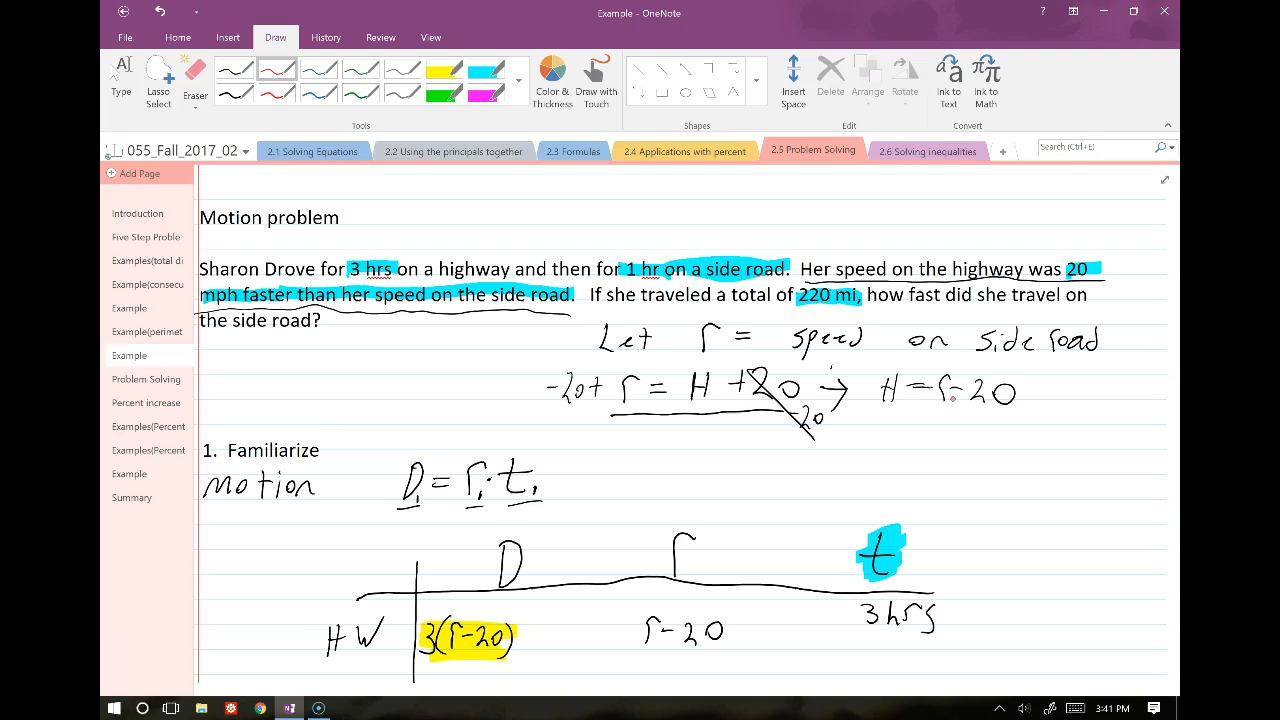 Example - OneNote
?
File Home Insert Draw History Review View
Type
Lasso Select
Eraser
Color & Thickness
Draw with Touch
Insert Space
Delete
Arrange
Rotate
Ink to Text
Ink to Math
Tools Shapes Edit Convert
055_Fall_2017_02 2.1 Solving Equations 2.2 Using the principals together 2.3 Formulas 2.4 Applications with percent 2.5 Problem Solving 2.6 Solving inequalities + Search (Ctrl+E)
Add Page
Introduction
Five Step Proble
Examples(total di
Example(consecu
Example
Example(perimet
Example
Problem Solving
Percent increase
Example(Percent
Example(Percent
Example
Summary
Motion problem
Sharon Drove for 3 hrs on a highway and then for 1 hr on a side road. Her speed on the highway was 20
mph faster than her speed on the side road. If she traveled a total of 220 mi, how fast did she travel on
the side road?
Let r = speed on side road
-20+ r = H + 20 → H = r - 20
-20
1. Familiarize
motion D₁ = r₁ · t₁
D r t
HW 3(r-20) r-20 3 hrs
3:41 PM